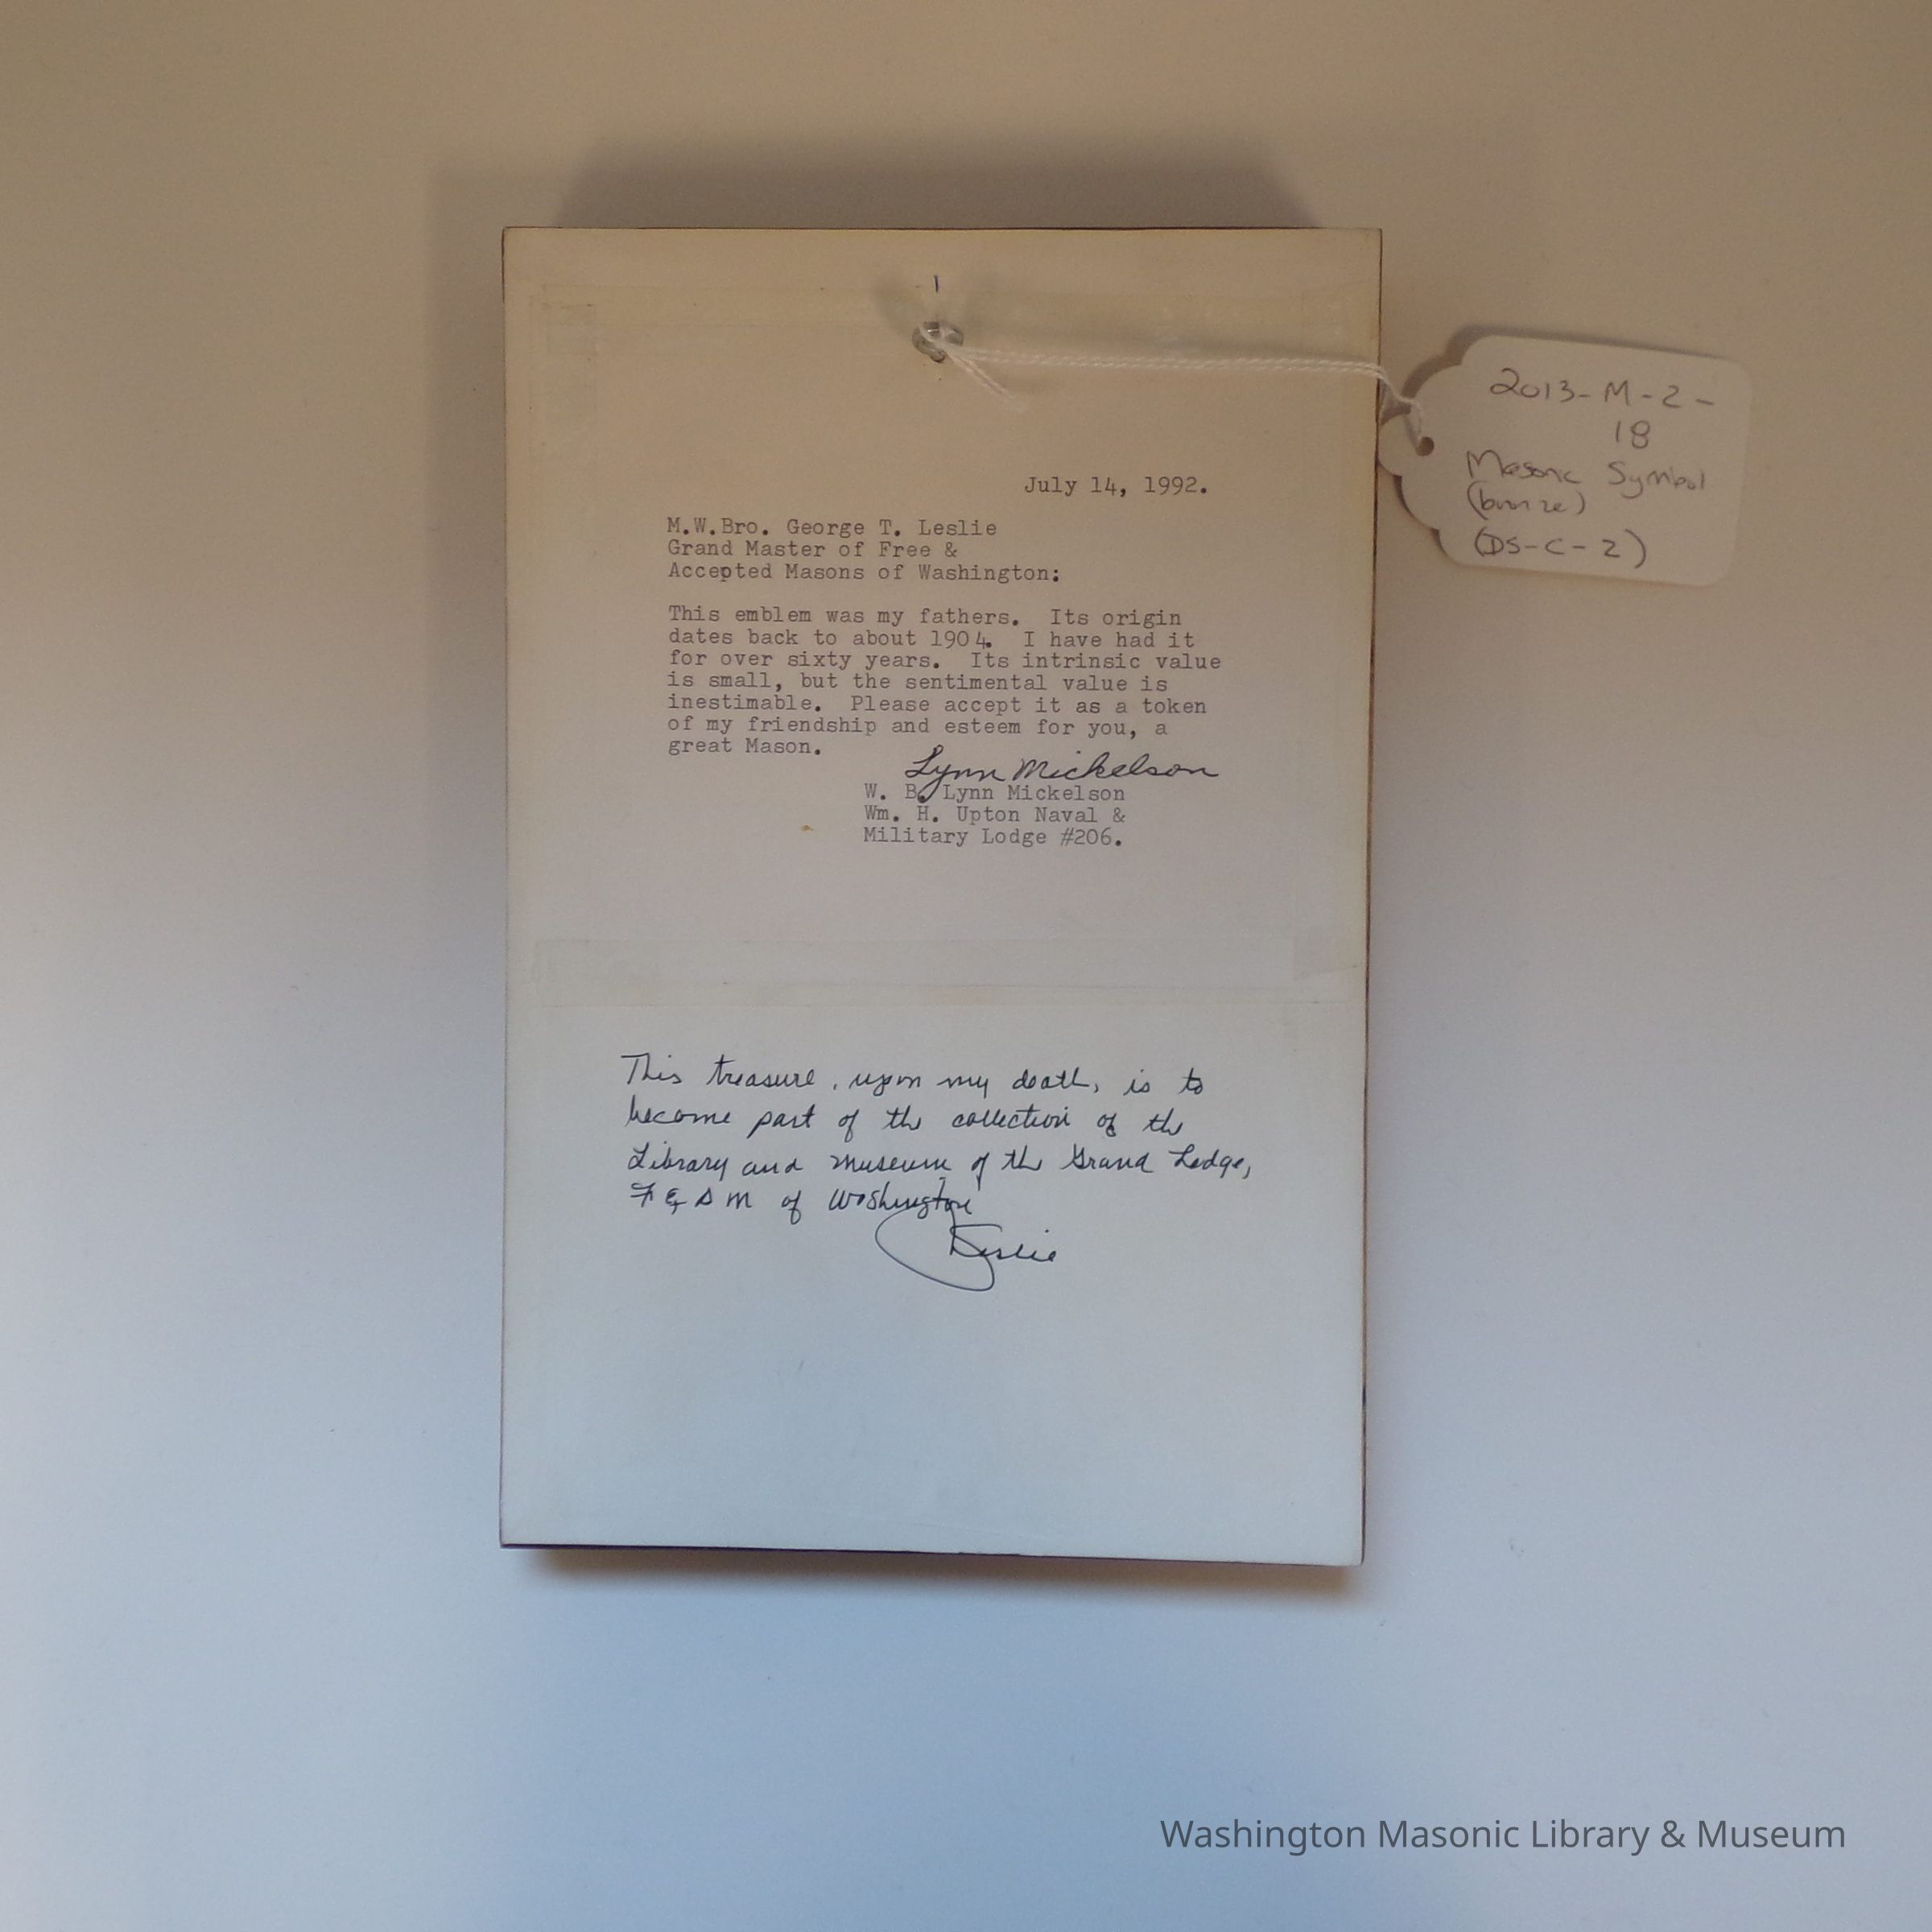 July 14, 1992.
M.W.Bro. George T. Leslie
Grand Master of Free &
Accepted Masons of Washington:
This emblem was my fathers. Its origin
dates back to about 1904. I have had it
for over sixty years. Its intrinsic value
is small, but the sentimental value is
inestimable. Please accept it as a token
of my friendship and esteem for you, a
great Mason.
Lynn Mickelson
W. B. Lynn Mickelson
Wm. H. Upton Naval &
Military Lodge #206.
This treasure, upon my death, is to
become part of the collection of the
Library and Museum of the Grand Lodge,
F & A M of Washington
Leslie
2013-M-2-
18
Masonic Symbol
(bronze)
(DS-C-2)
Washington Masonic Library & Museum